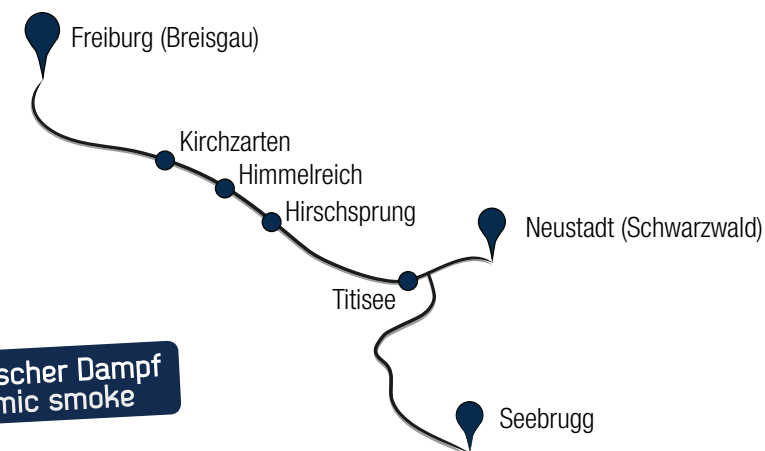 Freiburg (Breisgau)
Kirchzarten
Himmelreich
Hirschsprung
Neustadt (Schwarzwald)
Titisee
scher Dampf
mic smoke
Seebrugg